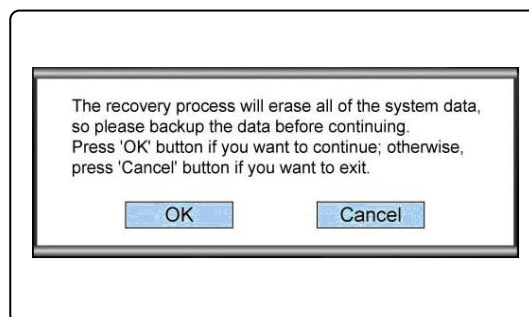 The recovery process will erase all of the system data,
so please backup the data before continuing.
Press 'OK' button if you want to continue; otherwise,
press 'Cancel' button if you want to exit.
OK
Cancel